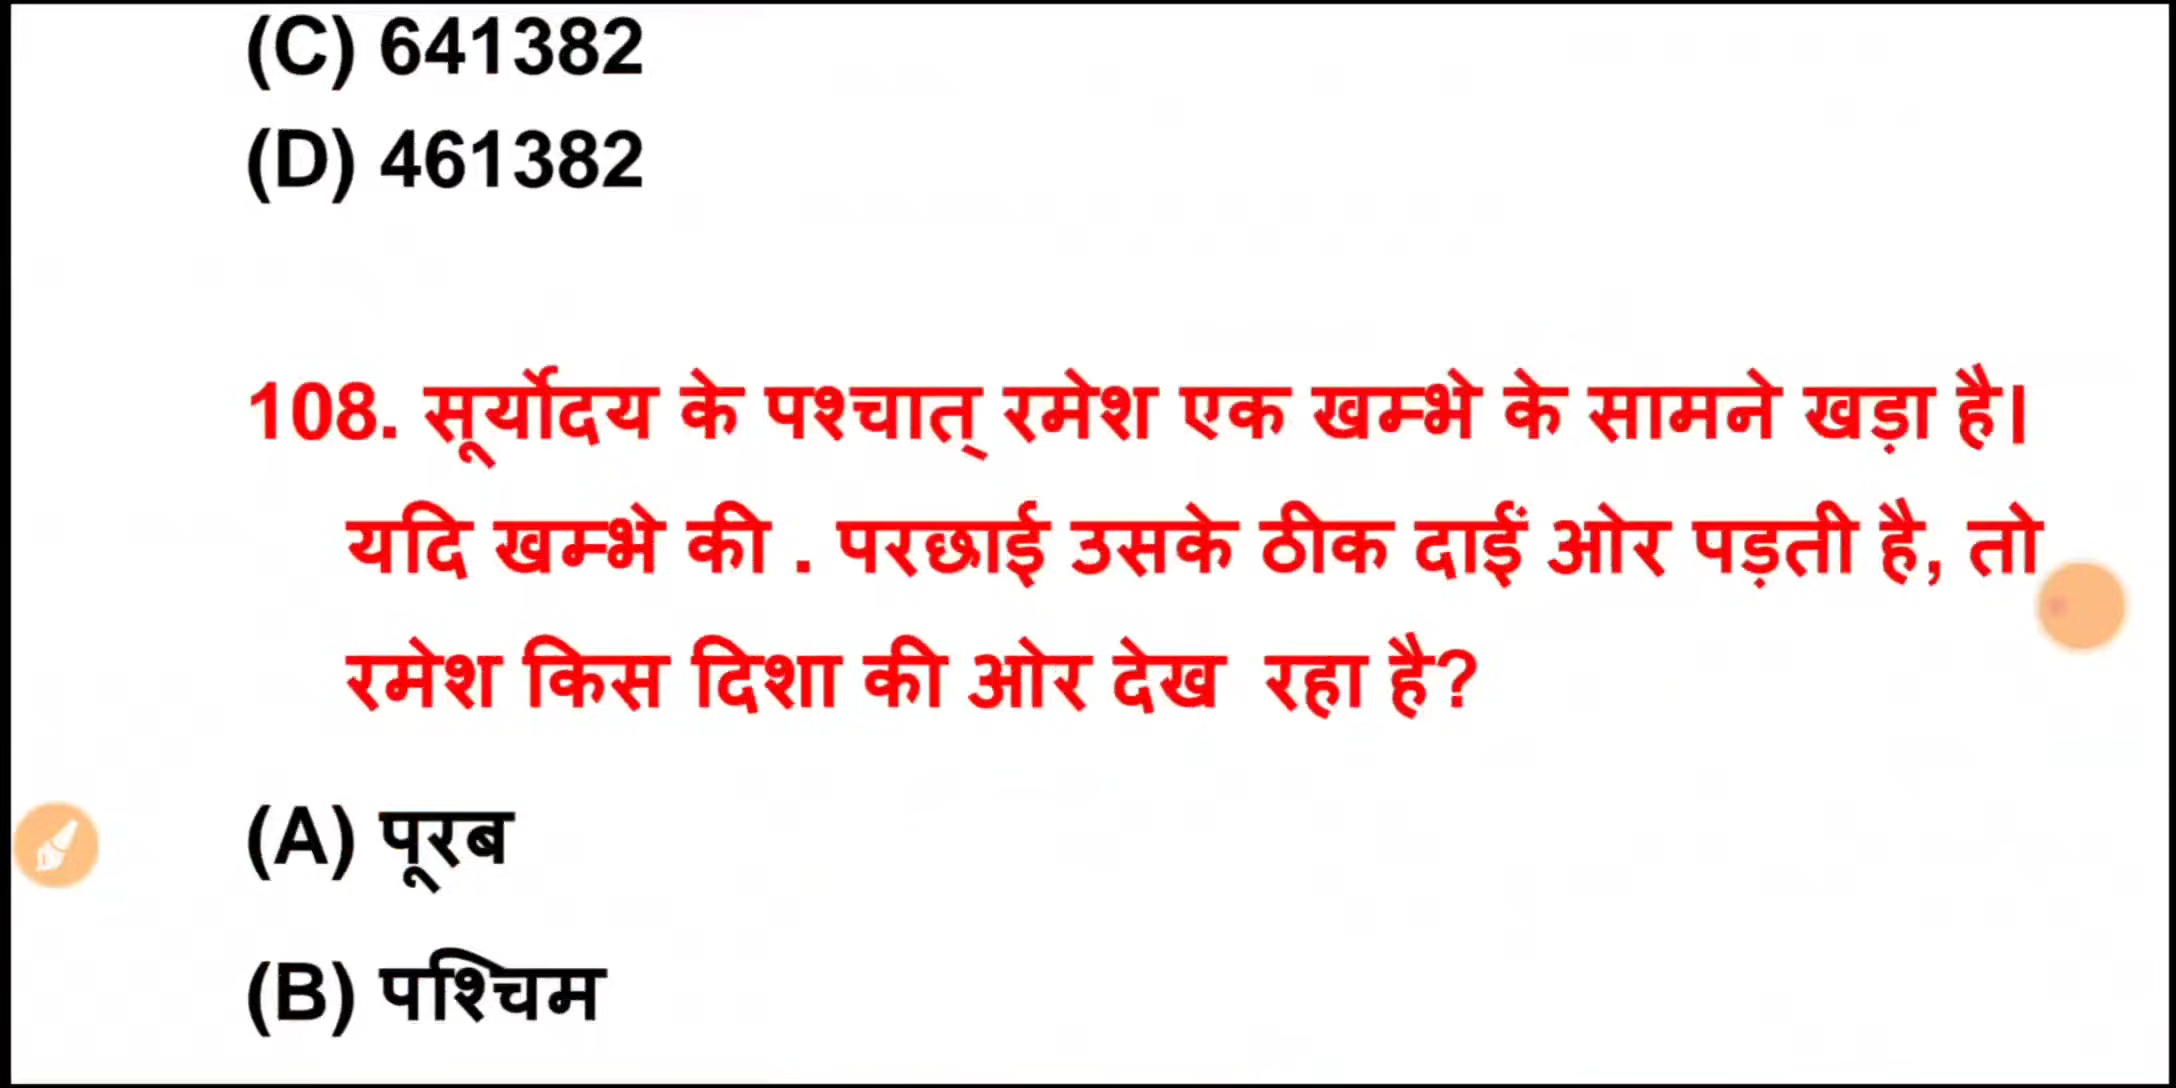 (C) 641382
(D) 461382
108. सूर्योदय के पश्चात् रमेश एक खम्भे के सामने खड़ा है।
यदि खम्भे की . परछाई उसके ठीक दाईं ओर पड़ती है, तो
रमेश किस दिशा की ओर देख रहा है?
(A) पूरब
(B) पश्चिम